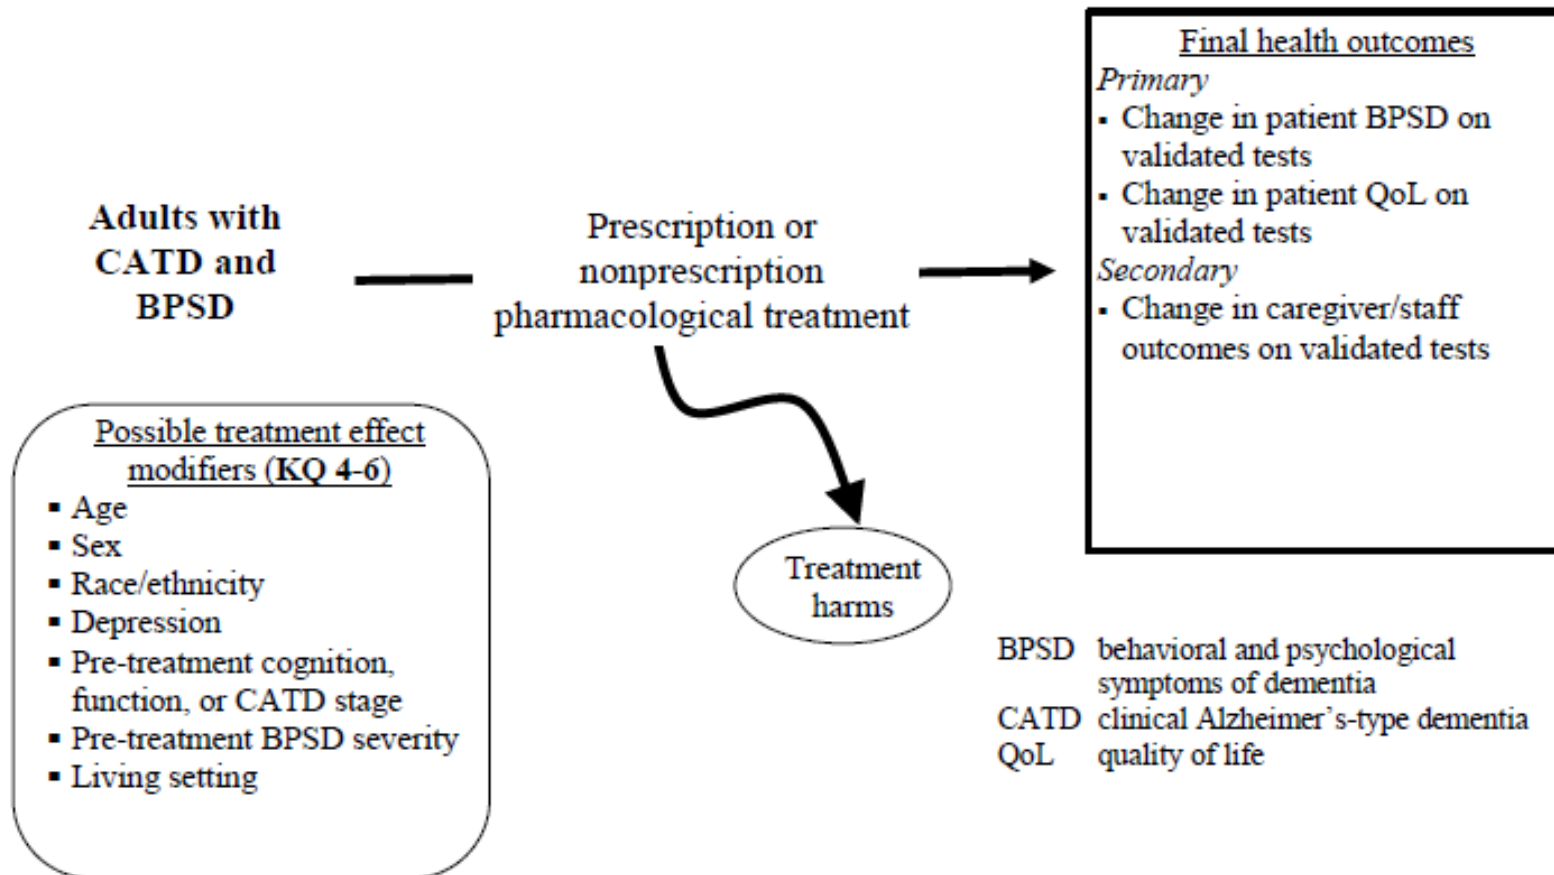 Adults with
CATD and
BPSD
Prescription or
nonprescription
pharmacological treatment
Final health outcomes
Primary
▪ Change in patient BPSD on
validated tests
▪ Change in patient QoL on
validated tests
Secondary
▪ Change in caregiver/staff
outcomes on validated tests
Possible treatment effect
modifiers (KQ 4-6)
▪ Age
▪ Sex
▪ Race/ethnicity
▪ Depression
▪ Pre-treatment cognition,
function, or CATD stage
▪ Pre-treatment BPSD severity
▪ Living setting
Treatment
harms
BPSD behavioral and psychological
symptoms of dementia
CATD clinical Alzheimer’s-type dementia
QoL quality of life